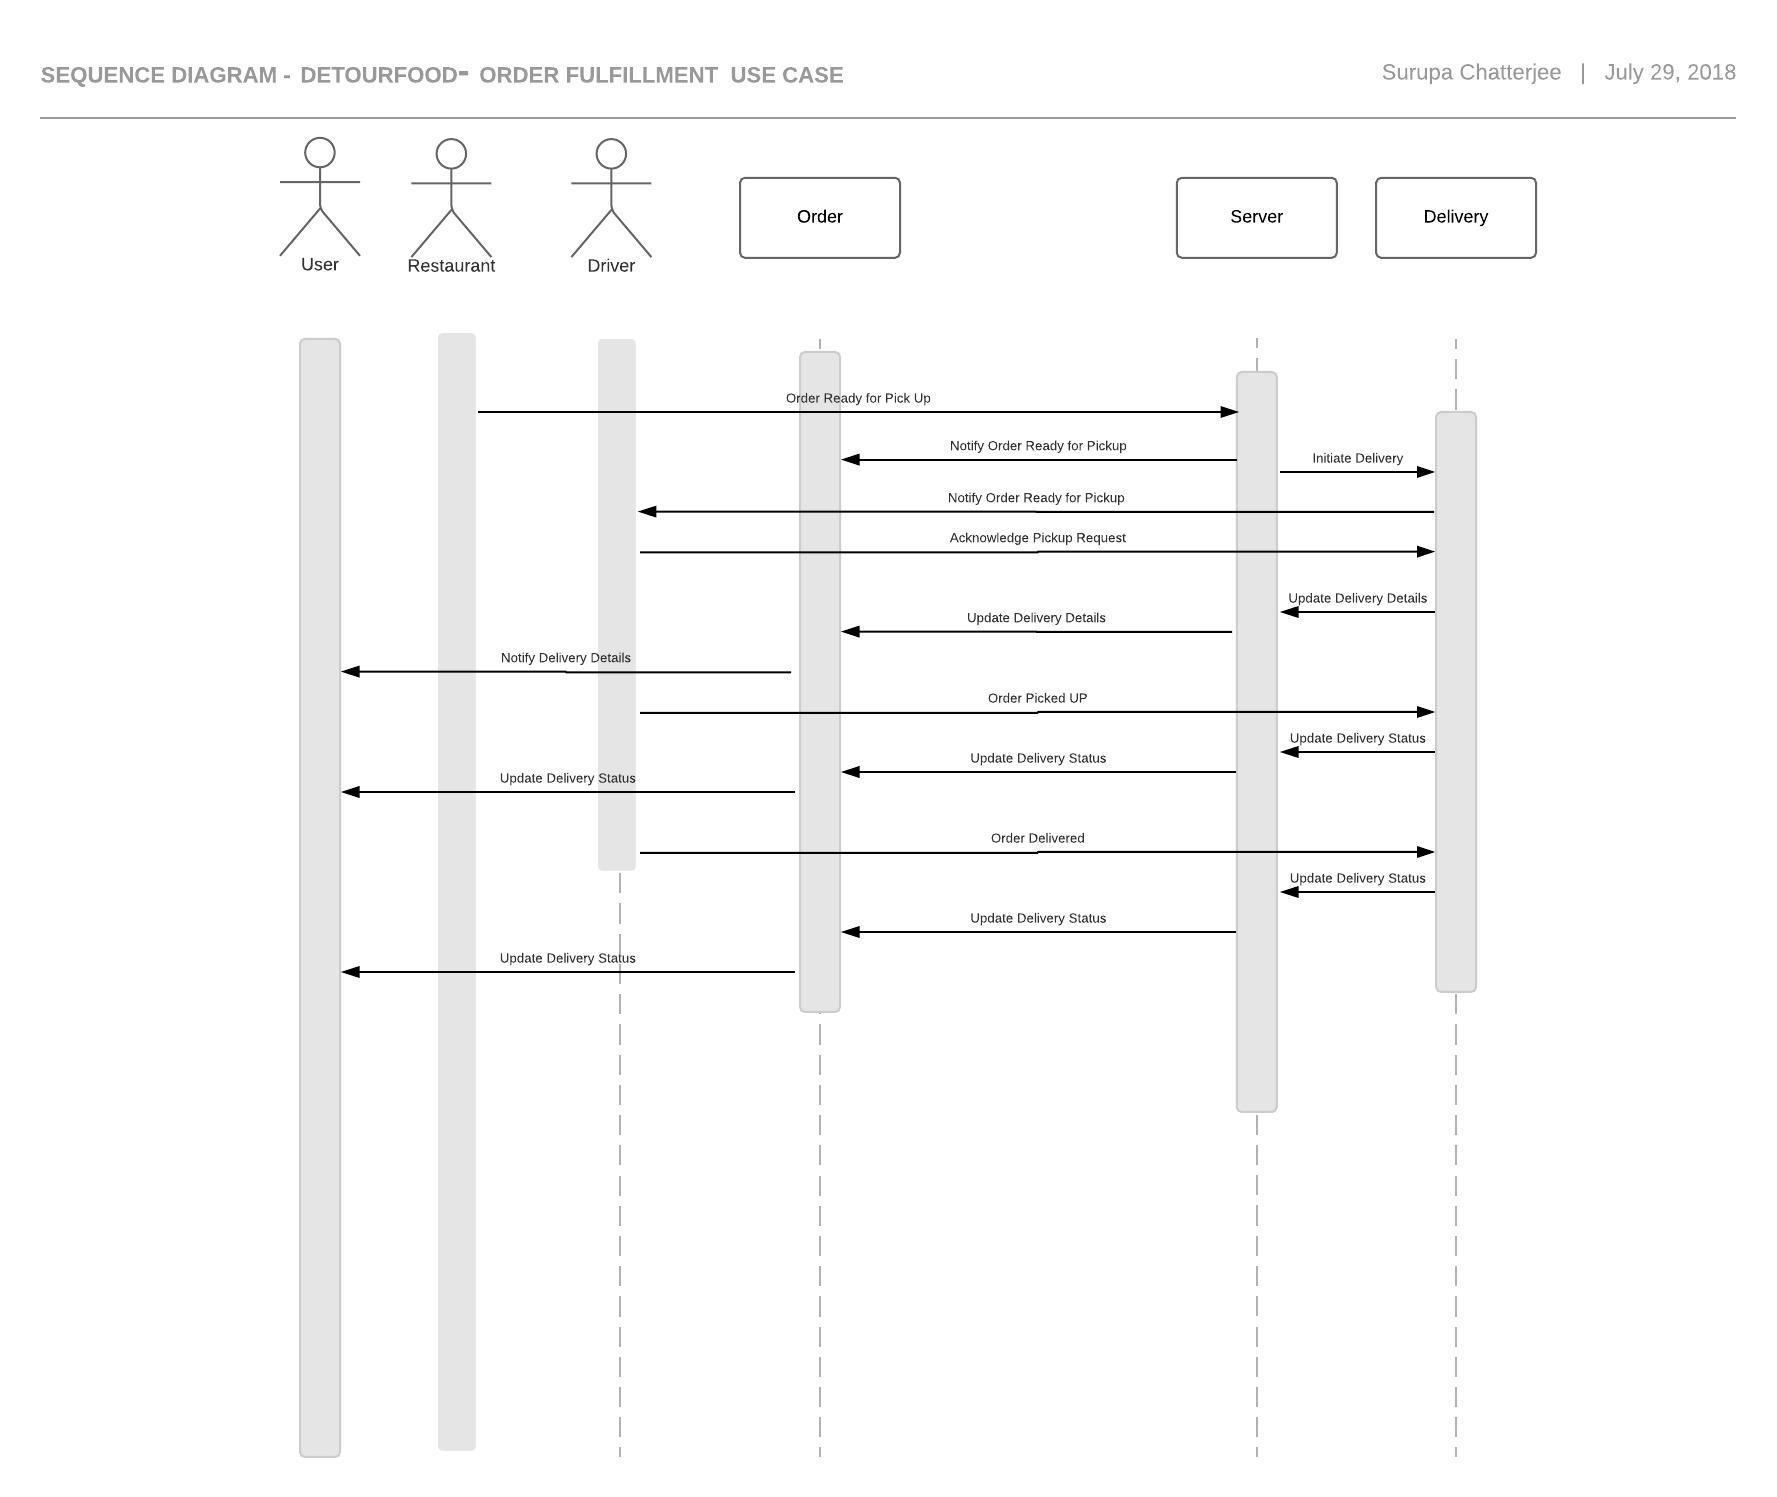 SEQUENCE DIAGRAM - DETOURFOOD- ORDER FULFILLMENT USE CASE
Surupa Chatterjee | July 29, 2018
User
Restaurant
Driver
Order
Server
Delivery
Order Ready for Pick Up
Notify Order Ready for Pickup
Initiate Delivery
Notify Order Ready for Pickup
Acknowledge Pickup Request
Update Delivery Details
Update Delivery Details
Notify Delivery Details
Order Picked UP
Update Delivery Status
Update Delivery Status
Update Delivery Status
Order Delivered
Update Delivery Status
Update Delivery Status
Update Delivery Status